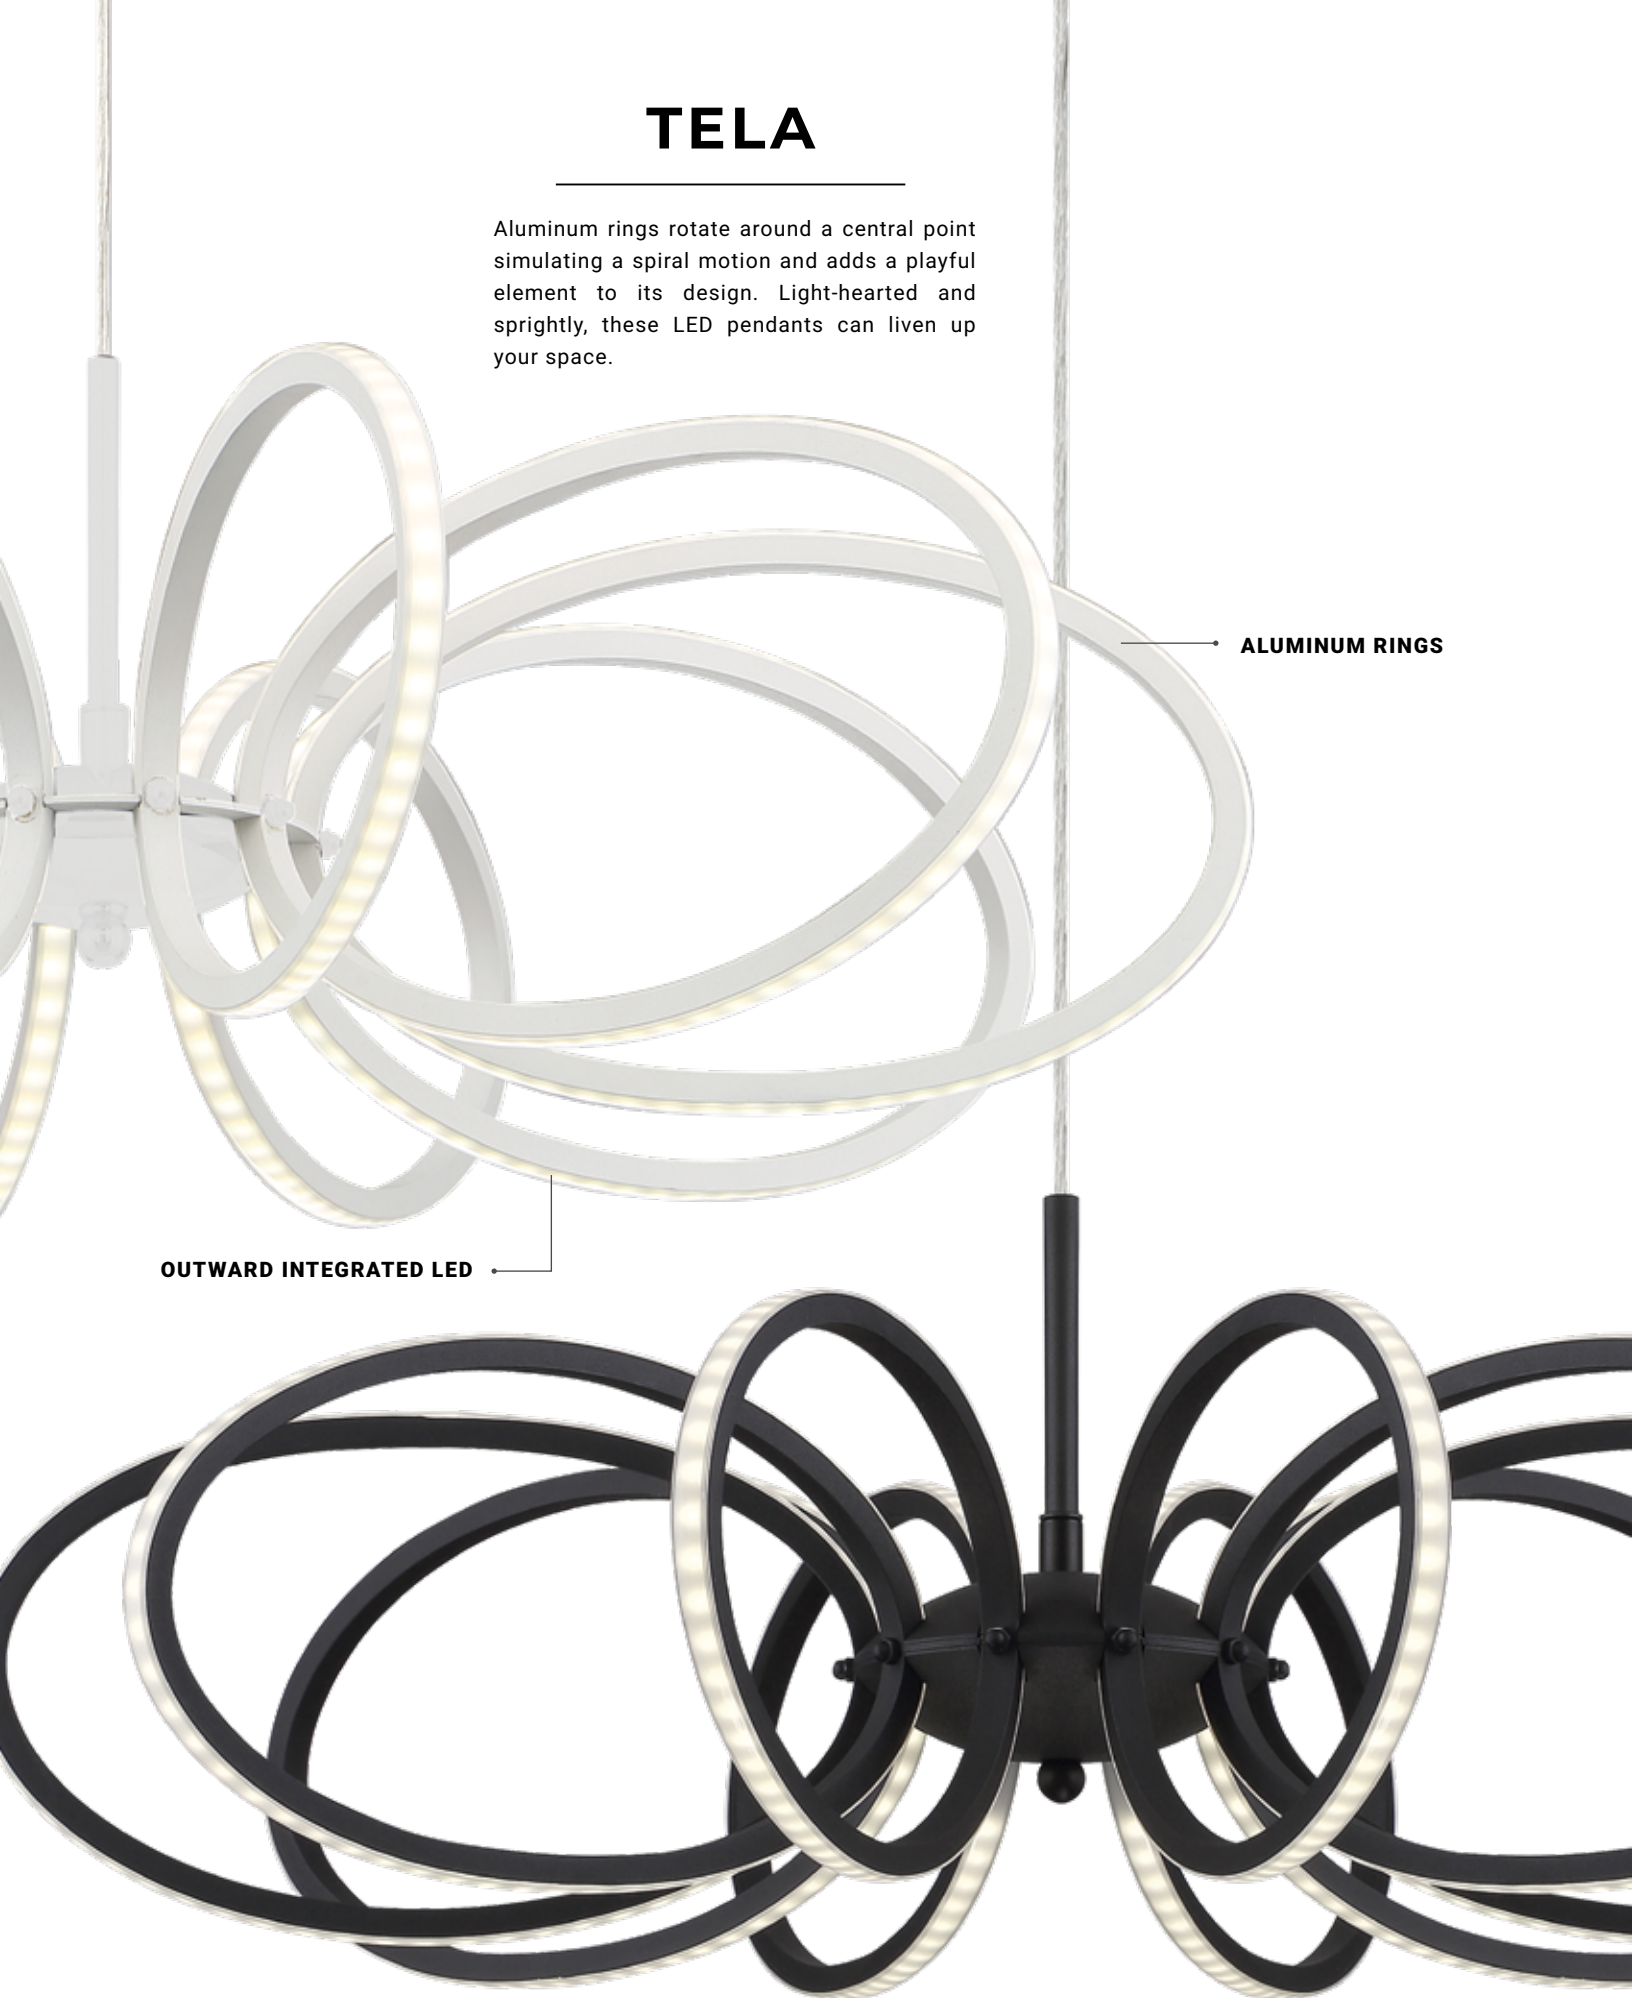 TELA
Aluminum rings rotate around a central point
simulating a spiral motion and adds a playful
element to its design. Light-hearted and
sprightly, these LED pendants can liven up
your space.
ALUMINUM RINGS
OUTWARD INTEGRATED LED